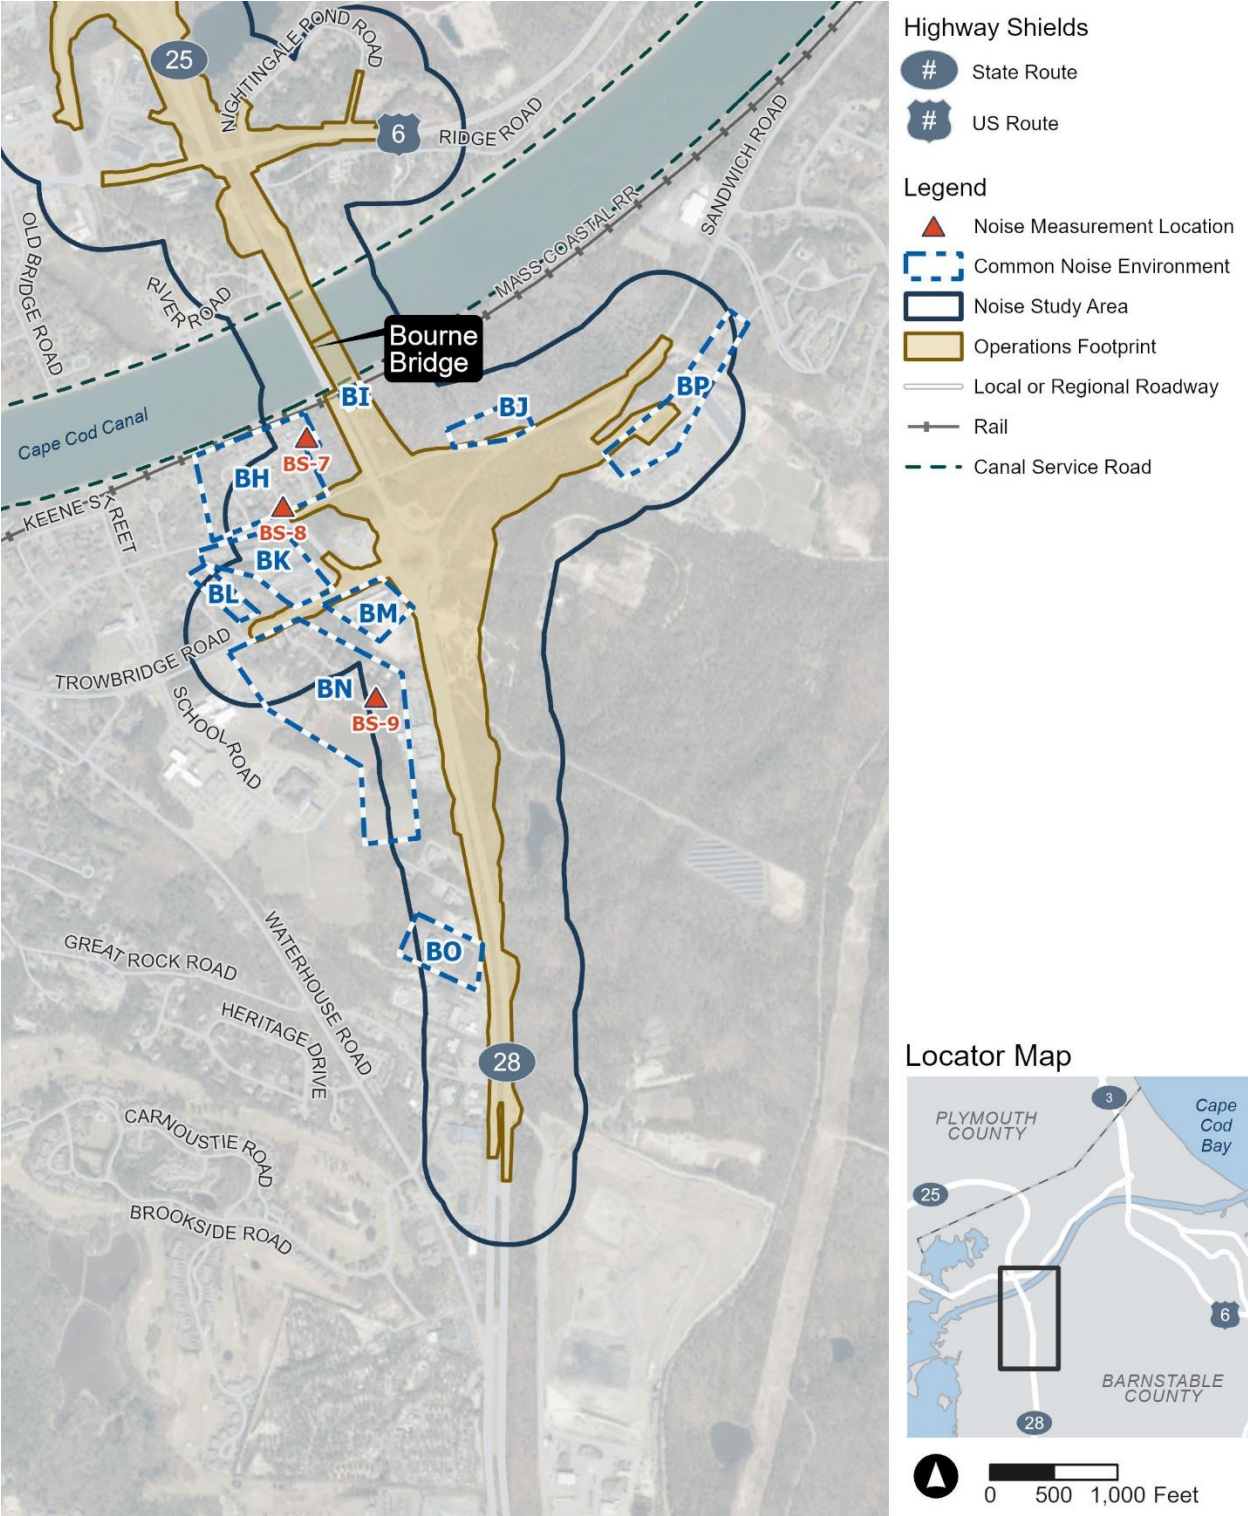 25
NIGHTINGALE POND ROAD
6
RIDGE ROAD
SANDWICH ROAD
OLD BRIDGE ROAD
RIVER ROAD
MASS COASTAL RR
Bourne
Bridge
Cape Cod Canal
BI
BJ
BP
BS-7
BH
KEENE STREET
BS-8
BK
BL
BM
TROWBRIDGE ROAD
BN
BS-9
SCHOOL ROAD
BO
GREAT ROCK ROAD
WATERHOUSE ROAD
HERITAGE DRIVE
28
CARNOUSTIE ROAD
BROOKSIDE ROAD
Highway Shields
# State Route
# US Route
Legend
Noise Measurement Location
Common Noise Environment
Noise Study Area
Operations Footprint
Local or Regional Roadway
Rail
Canal Service Road
Locator Map
3
PLYMOUTH
COUNTY
Cape
Cod
Bay
25
6
BARNSTABLE
COUNTY
28
0 500 1,000 Feet